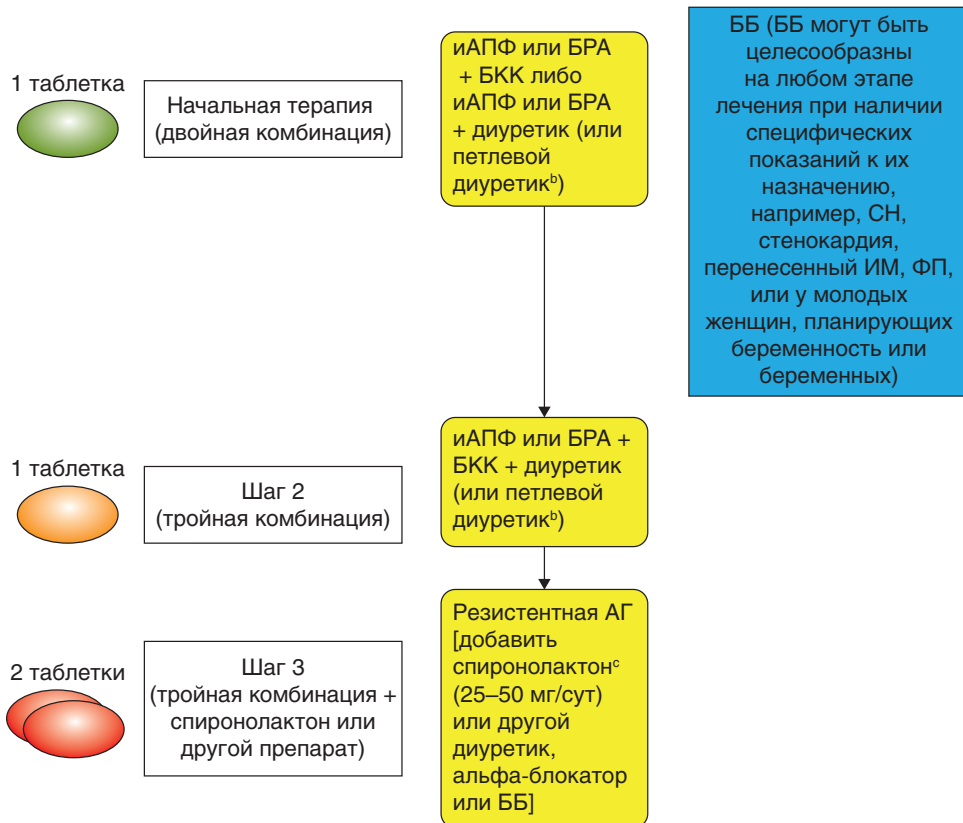 1 таблетка
Начальная терапия
(двойная комбинация)
иАПФ или БРА
+ БКК либо
иАПФ или БРА
+ диуретик (или
петлевой
диуретикᵇ)
ББ (ББ могут быть
целесообразны
на любом этапе
лечения при наличии
специфических
показаний к их
назначению,
например, СН,
стенокардия,
перенесенный ИМ, ФП,
или у молодых
женщин, планирующих
беременность или
беременных)
1 таблетка
Шаг 2
(тройная комбинация)
иАПФ или БРА +
БКК + диуретик
(или петлевой
диуретикᵇ)
2 таблетки
Шаг 3
(тройная комбинация +
спиронолактон или
другой препарат)
Резистентная АГ
[добавить
спиронолактонᶜ
(25–50 мг/сут)
или другой
диуретик,
альфа-блокатор
или ББ]